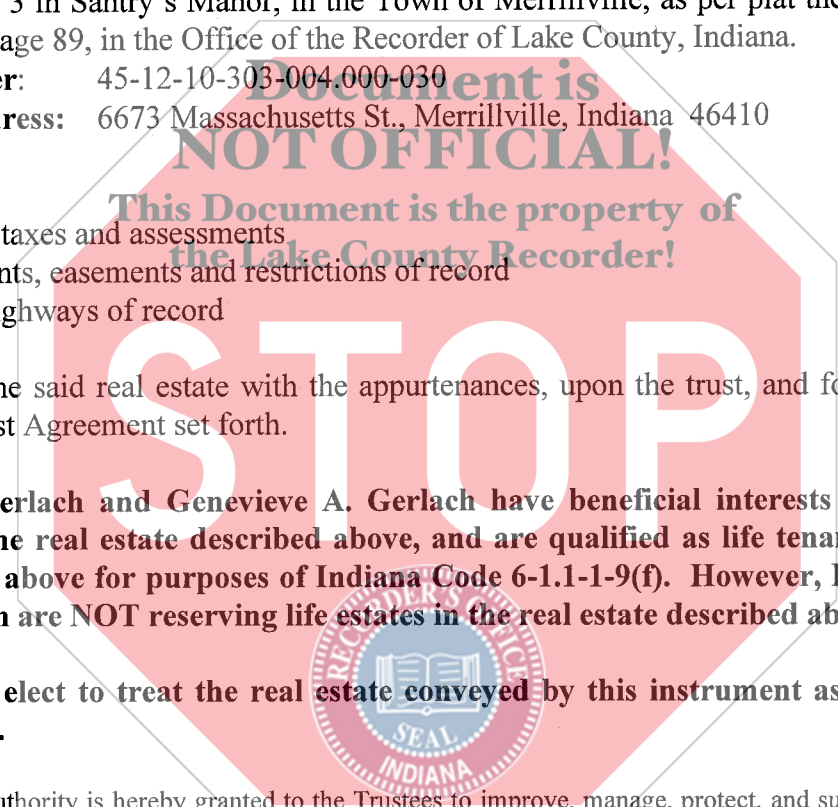 3 in Santry's Manor, in the Town of Merrillville, as per plat the
age 89, in the Office of the Recorder of Lake County, Indiana.
er: 45-12-10-303-004.000-030
Document is
ress: 6673 Massachusetts St., Merrillville, Indiana 46410
NOT OFFICIAL!
This Document is the property of
taxes and assessments
the Lake County Recorder!
nts, easements and restrictions of record
ghways of record
STOP
he said real estate with the appurtenances, upon the trust, and fo
st Agreement set forth.
erlach and Genevieve A. Gerlach have beneficial interests
he real estate described above, and are qualified as life tenan
above for purposes of Indiana Code 6-1.1-1-9(f). However,
are NOT reserving life estates in the real estate described ab
RECORDER'S OFFICE
elect to treat the real estate conveyed by this instrument as
SEAL
INDIANA
uthority is hereby granted to the Trustees to improve, manage, protect, and su